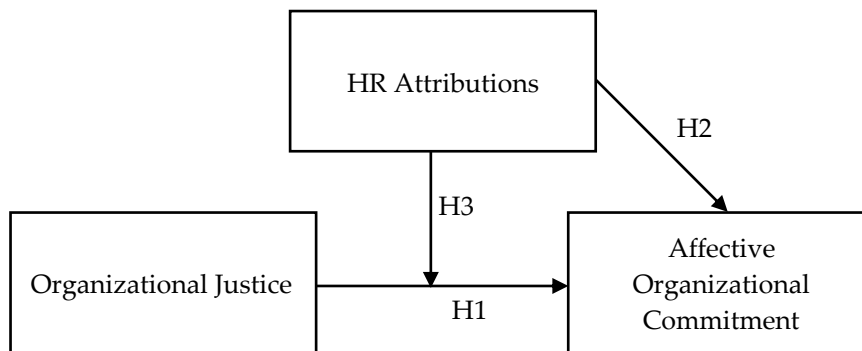 HR Attributions
H2
H3
Organizational Justice
H1
Affective
Organizational
Commitment